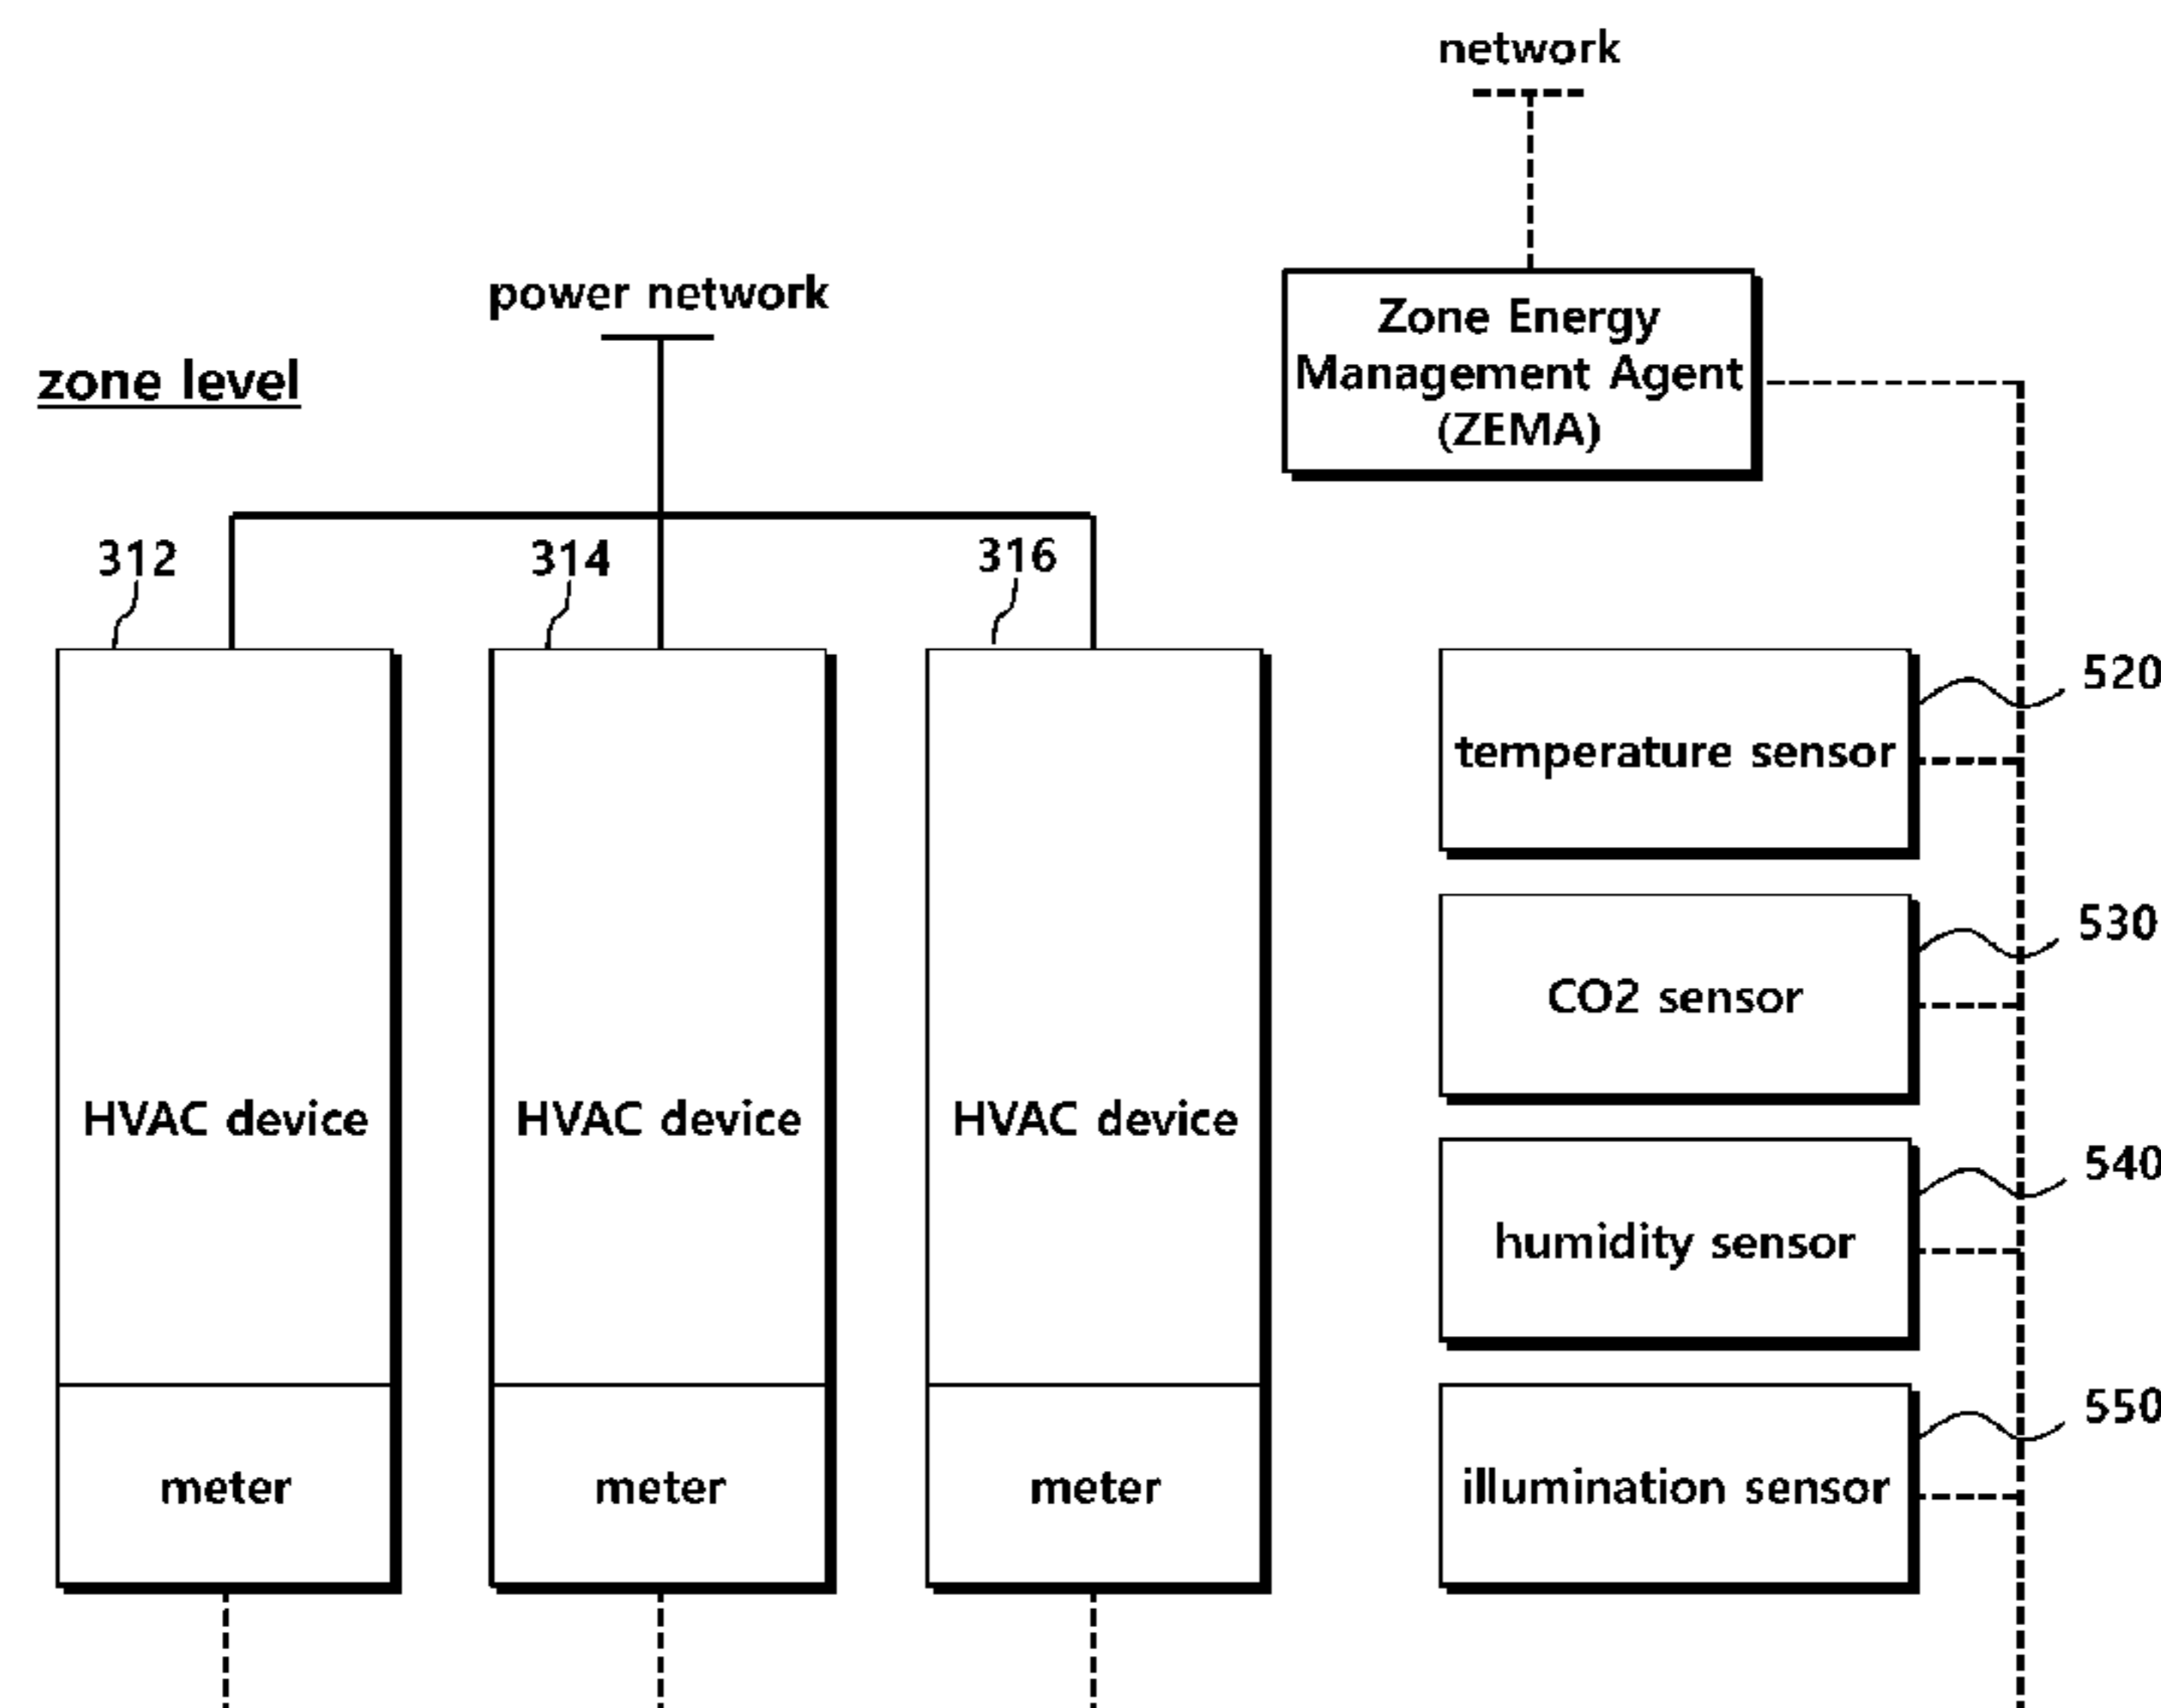 network
power network
Zone Energy
Management Agent
(ZEMA)
zone level
312
314
316
520
temperature sensor
530
CO2 sensor
HVAC device
HVAC device
HVAC device
540
humidity sensor
550
meter
meter
meter
illumination sensor